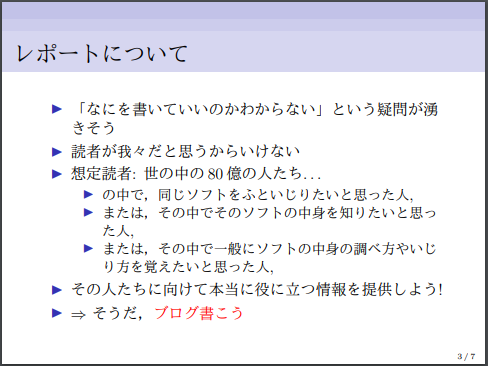 レポートについて
「なにを書いていいのかわからない」という疑問が湧
きそう
読者が我々だと思うからいけない
想定読者: 世の中の 80 億の人たち...
の中で，同じソフトをふといじりたいと思った人,
または，その中でそのソフトの中身を知りたいと思っ
た人,
または，その中で一般にソフトの中身の調べ方やいじ
り方を覚えたいと思った人,
その人たちに向けて本当に役に立つ情報を提供しよう!
⇒ そうだ，ブログ書こう
3 / 7